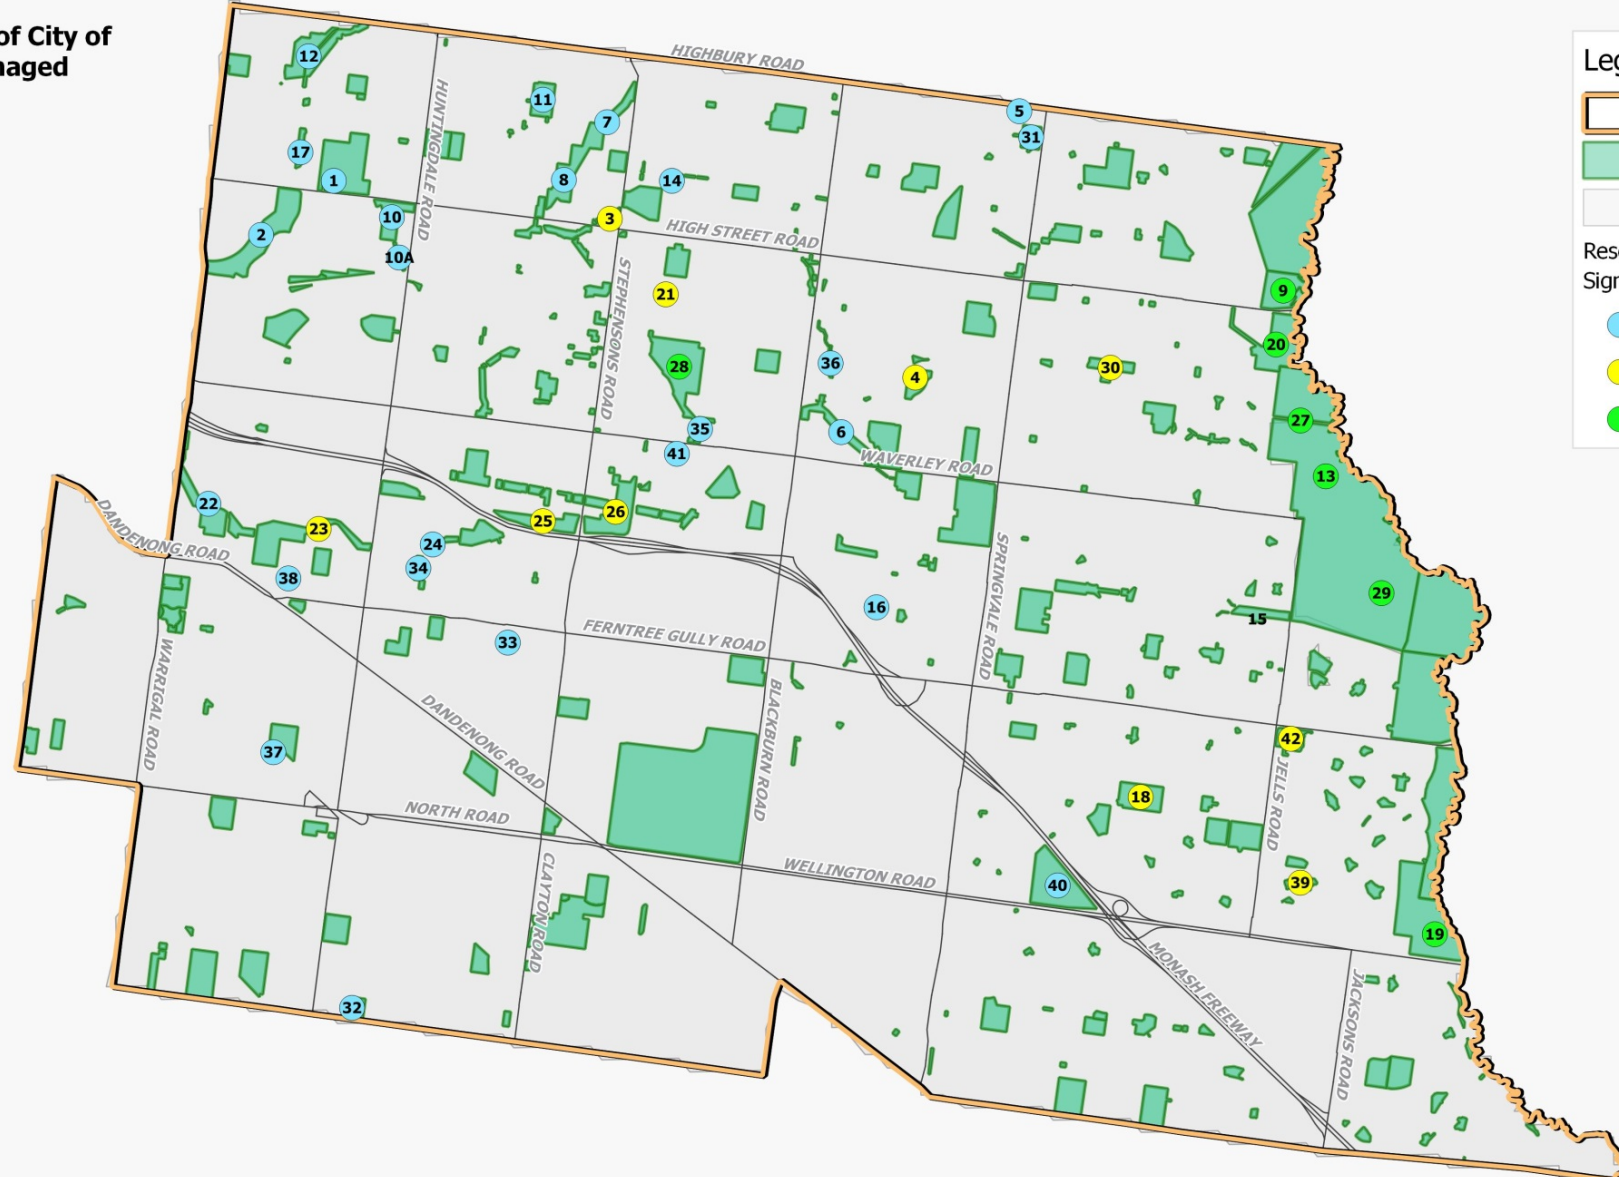 of City of
naged
HIGHBURY ROAD
Leg
12
11
7
5
31
HUNTINGDALE ROAD
17
1
8
14
10
3
2
HIGH STREET ROAD
10A
Rese
Sign
STEPHENSONS ROAD
21
9
20
28
36
4
30
35
6
27
41
WAVERLEY ROAD
13
22
23
25
26
DANDENONG ROAD
24
34
38
SPRINGVALE ROAD
16
29
15
33
FERNTREE GULLY ROAD
WARRIGAL ROAD
BLACKBURN ROAD
DANDENONG ROAD
37
42
JELLS ROAD
18
NORTH ROAD
WELLINGTON ROAD
40
39
CLAYTON ROAD
19
MONASH FREEWAY
JACKSONS ROAD
32